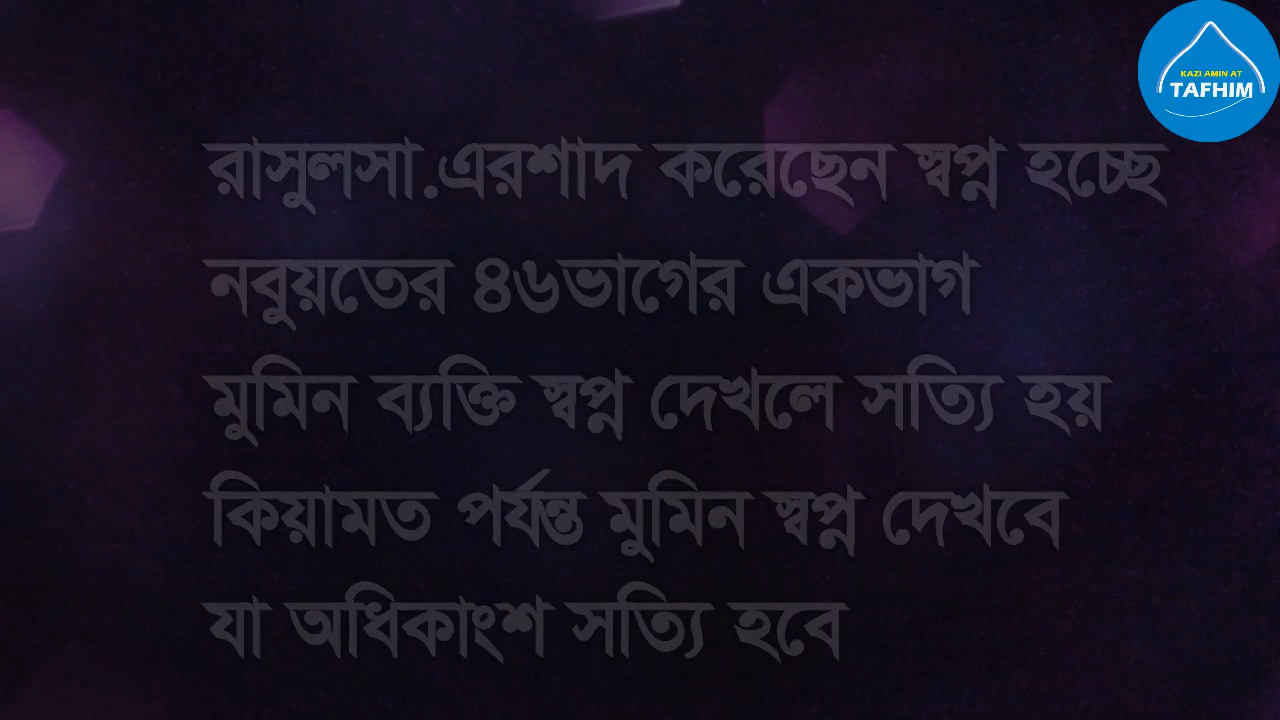 KAZI AMIN AT
TAFHIM
রাসুলসা.এরশাদ করেছেন স্বপ্ন হচ্ছে
নবুয়তের ৪৬ভাগের একভাগ
মুমিন ব্যক্তি স্বপ্ন দেখলে সত্যি হয়
কিয়ামত পর্যন্ত মুমিন স্বপ্ন দেখবে
যা অধিকাংশ সত্যি হবে